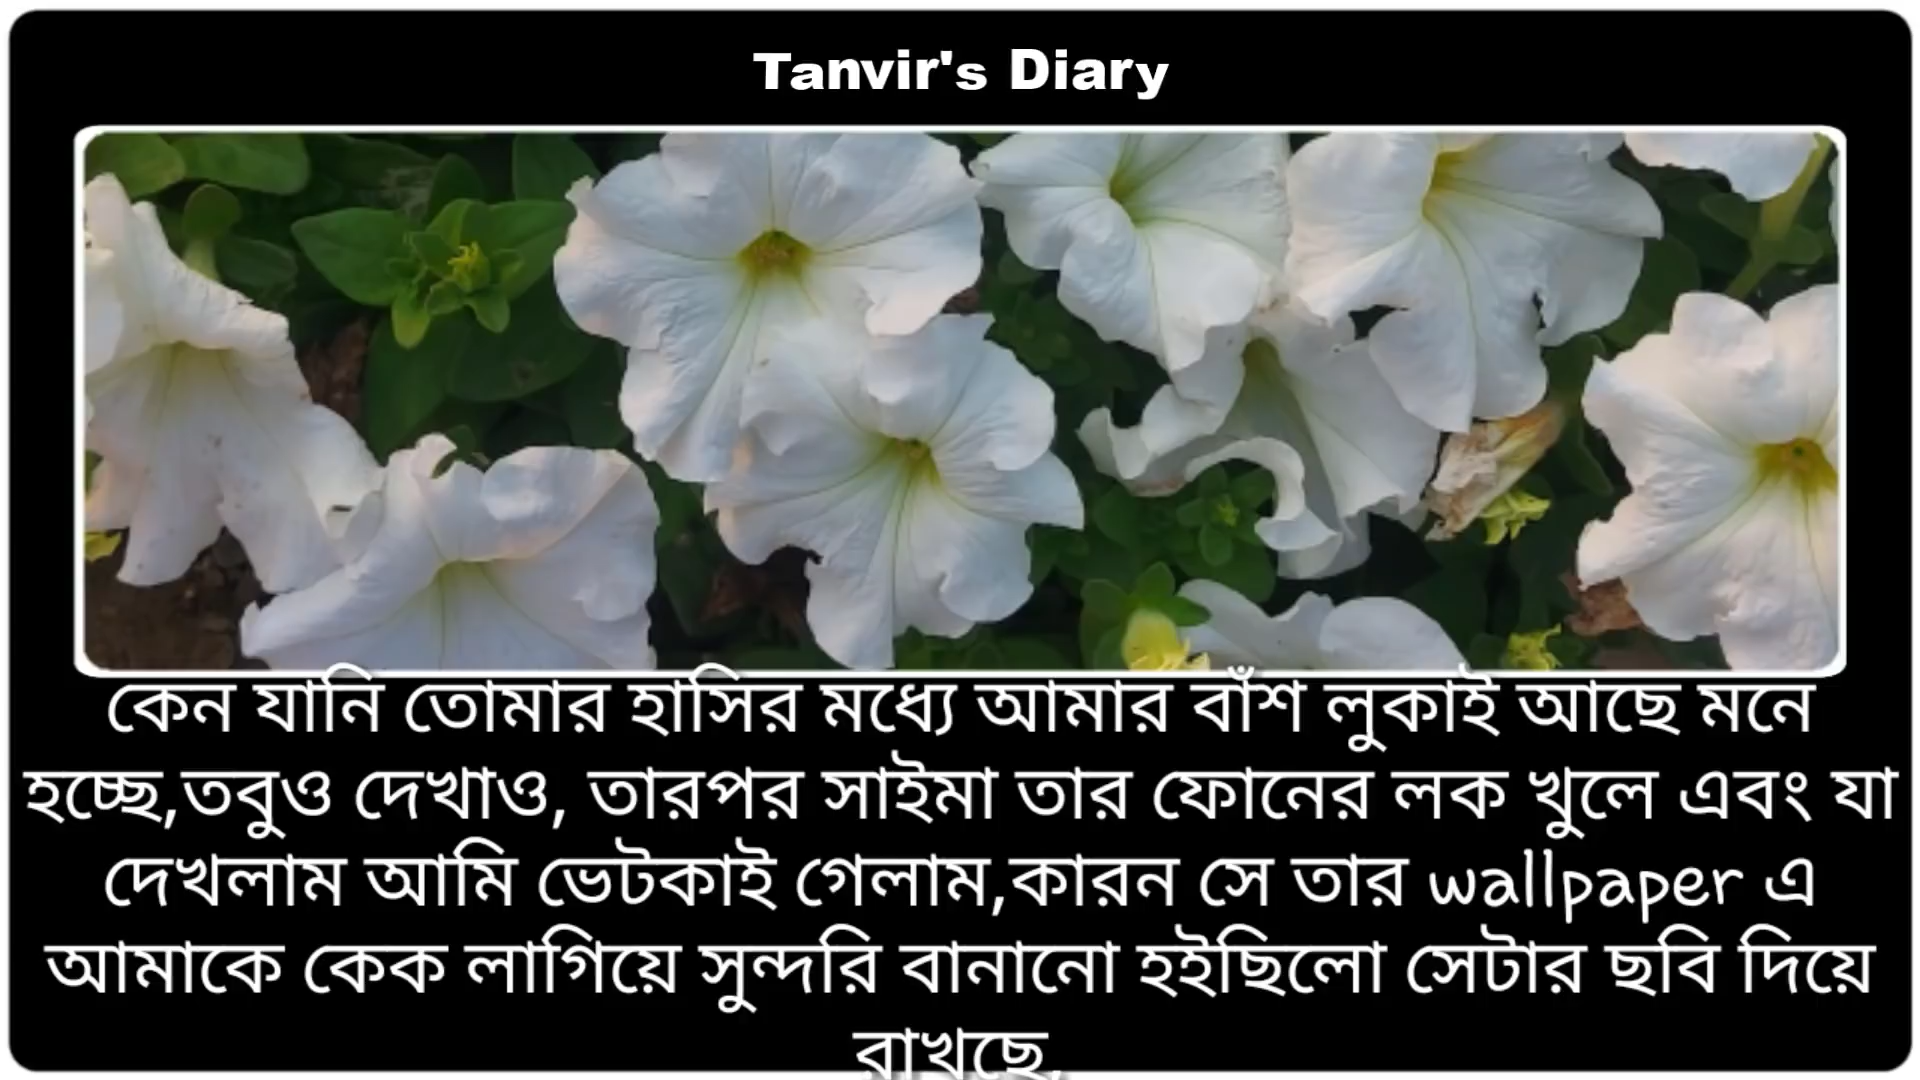 Tanvir's Diary
কেন যানি তোমার হাসির মধ্যে আমার বাঁশ লুকাই আছে মনে
হচ্ছে,তবুও দেখাও, তারপর সাইমা তার ফোনের লক খুলে এবং যা
দেখলাম আমি ভেটকাই গেলাম,কারন সে তার wallpaper এ
আমাকে কেক লাগিয়ে সুন্দরি বানানো হইছিলো সেটার ছবি দিয়ে
রাখছে,